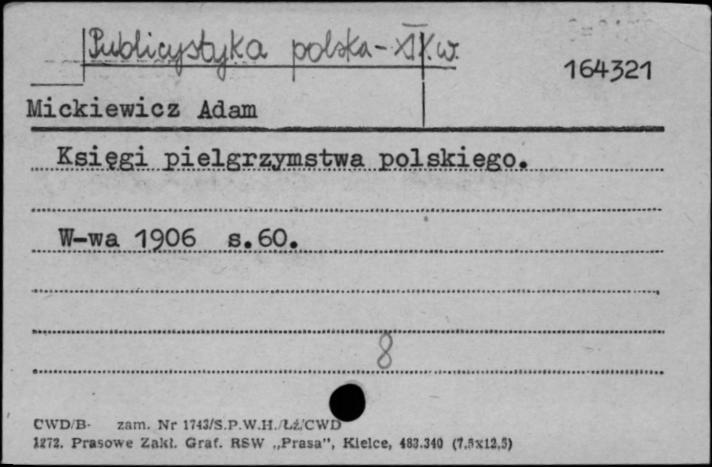 Publicystyka polska - XIX w.
164321
Mickiewicz Adam
Księgi pielgrzymstwa polskiego.
W-wa 1906 s.60.
8
CWD/B- zam. Nr 1743/S.P.W.H./Łź/CWD
1272. Prasowe Zakł. Graf. RSW „Prasa", Kielce, 483.340 (7,5x12,5)